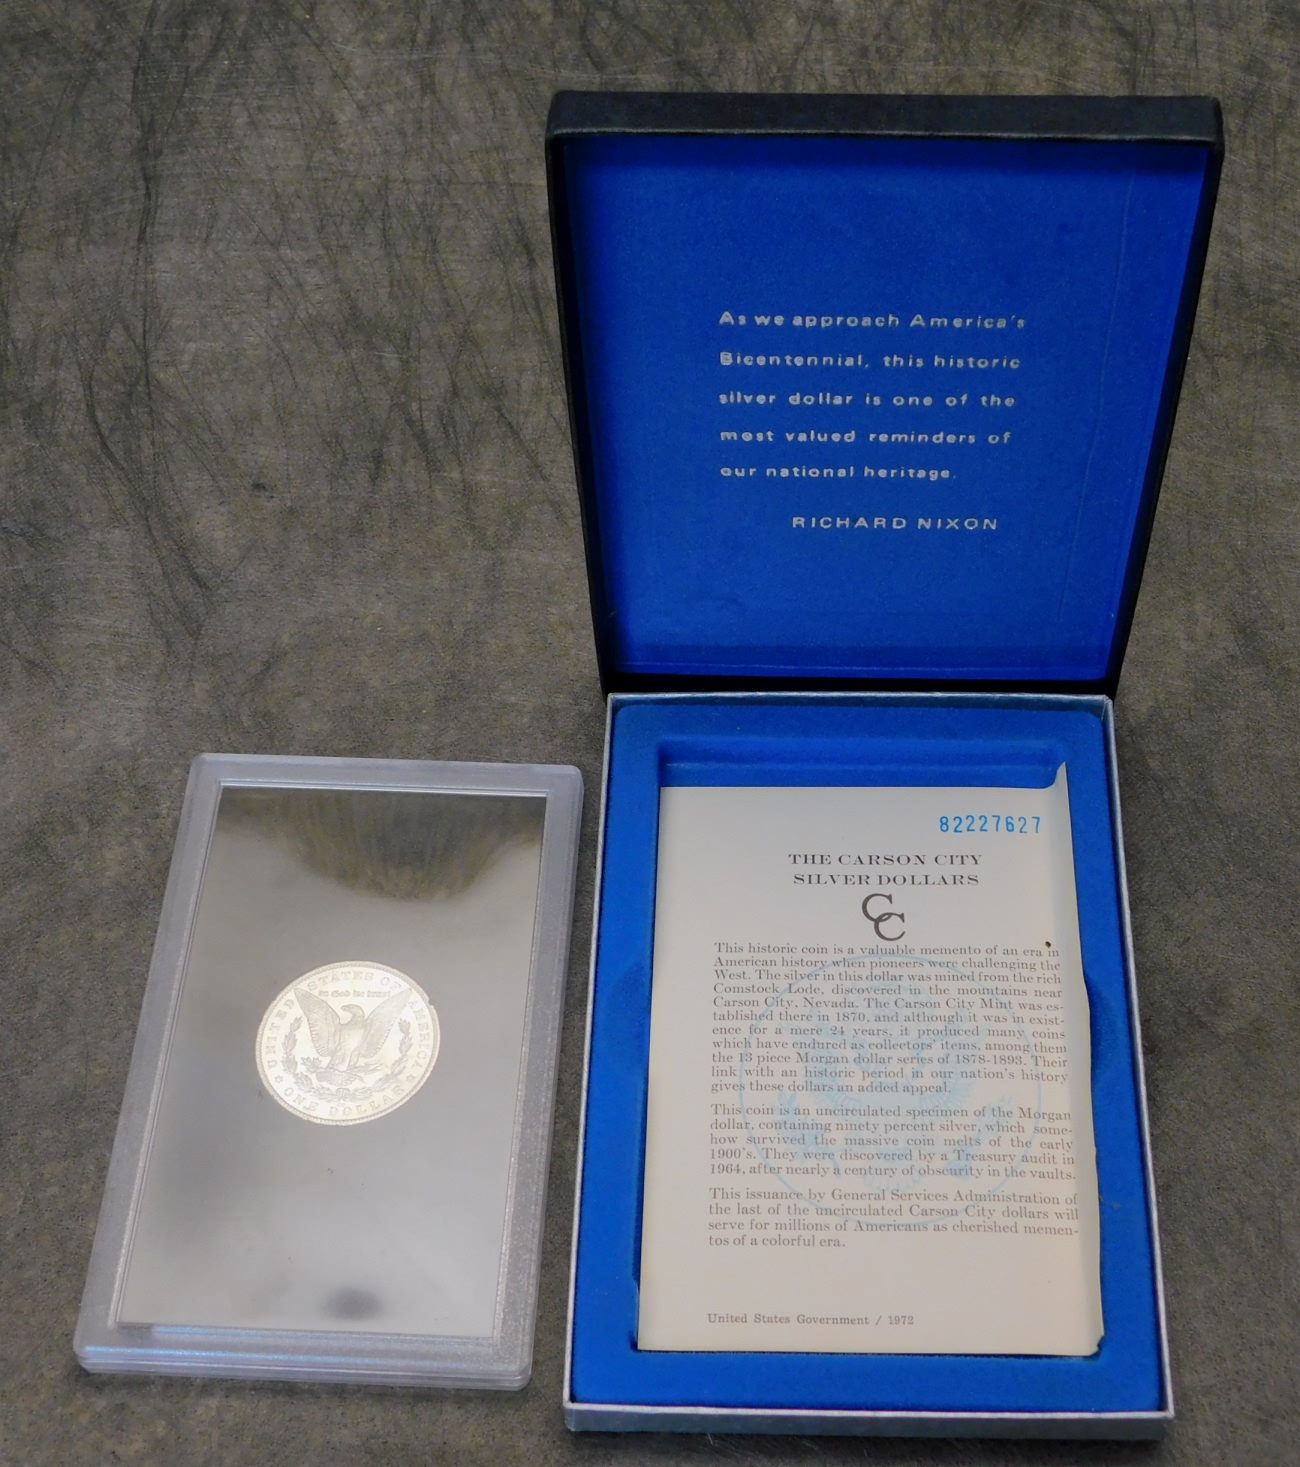 As we approach America's
Bicentennial, this historic
silver dollar is one of the
most valued reminders of
our national heritage.
RICHARD NIXON
82227627
THE CARSON CITY
SILVER DOLLARS
CC
This historic coin is a valuable memento of an era in
American history when pioneers were challenging the
West. The silver in this dollar was mined from the rich
Comstock Lode, discovered in the mountains near
Carson City, Nevada. The Carson City Mint was es-
tablished there in 1870, and although it was in exist-
ence for a mere 24 years, it produced many coins
which have endured as collectors' items, among them
the 13 piece Morgan dollar series of 1878-1893. Their
link with an historic period in our nation's history
gives these dollars an added appeal.
This coin is an uncirculated specimen of the Morgan
dollar, containing ninety percent silver, which some-
how survived the massive coin melts of the early
1900's. They were discovered by a Treasury audit in
1964, after nearly a century of obscurity in the vaults.
This issuance by General Services Administration of
the last of the uncirculated Carson City dollars will
serve for millions of Americans as cherished memen-
tos of a colorful era.
United States Government / 1972
UNITED STATES OF AMERICA
In God we trust
ONE DOLLAR